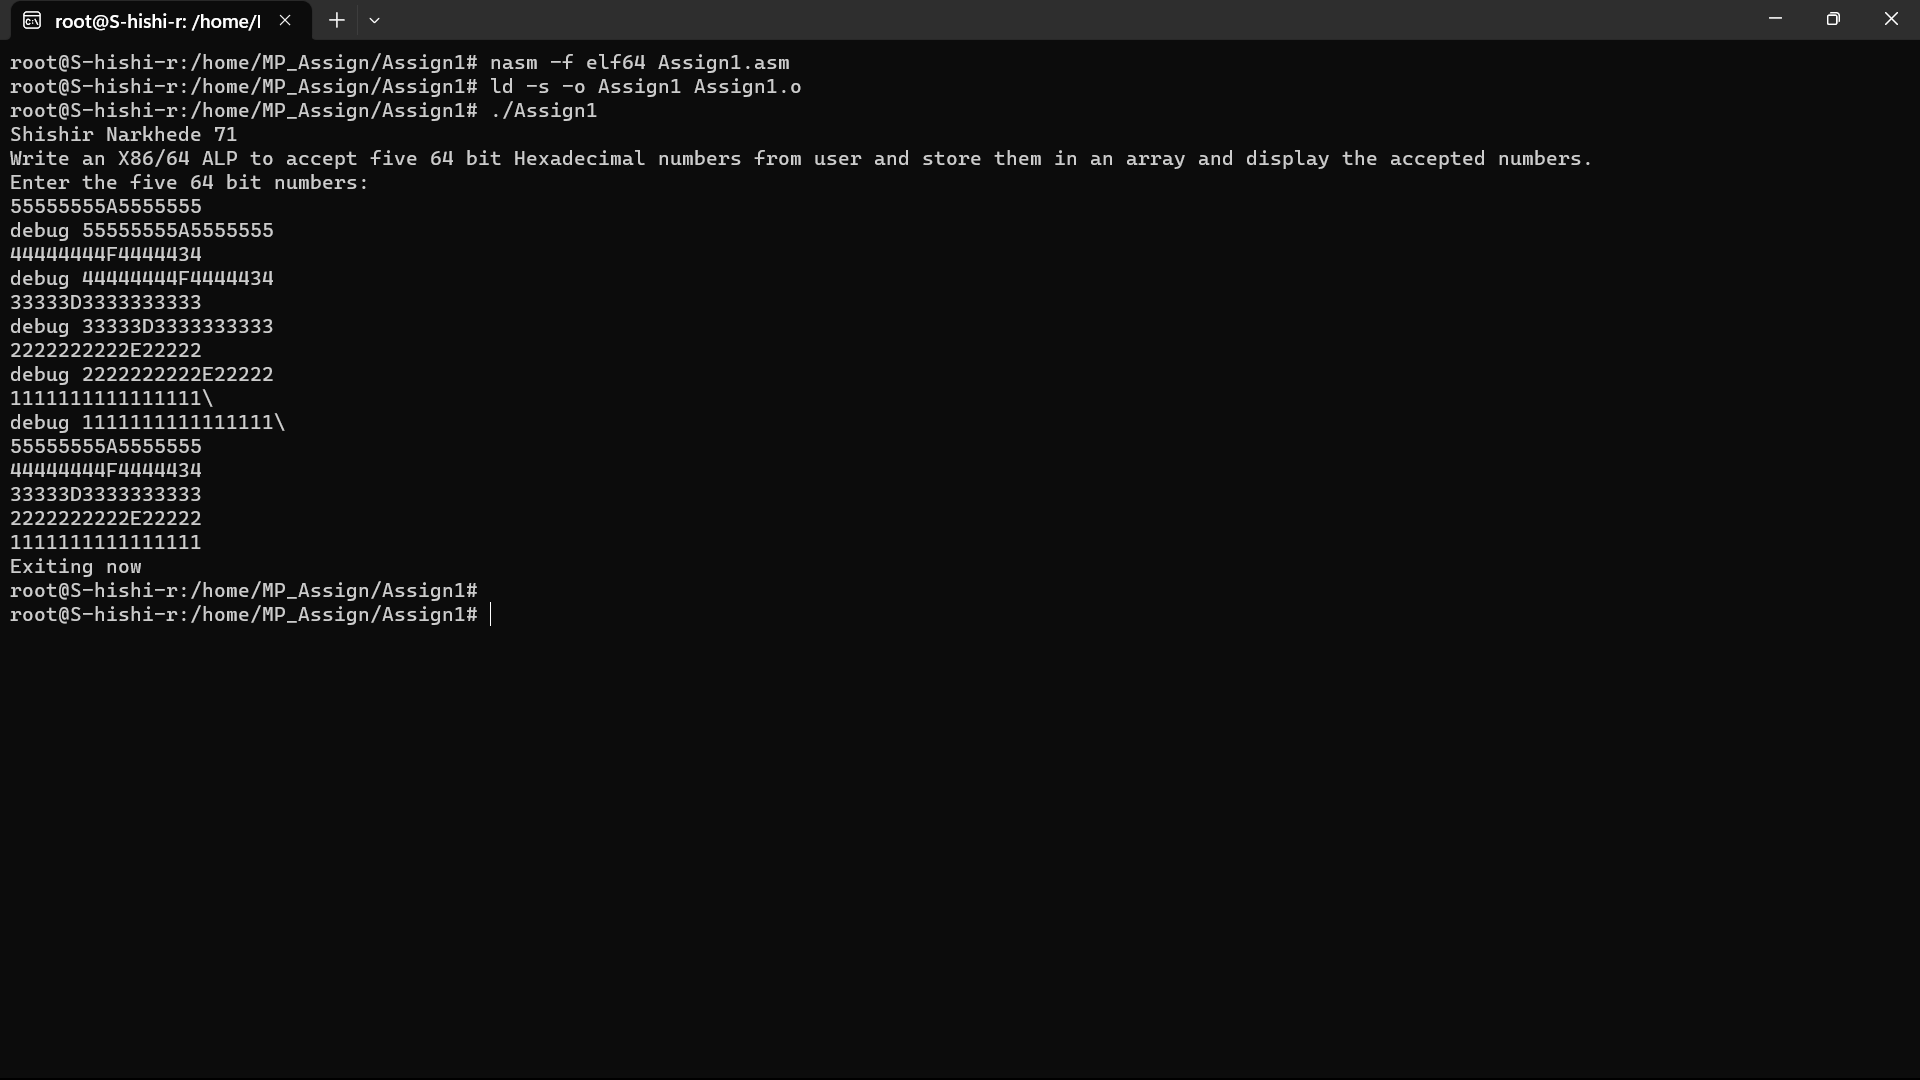 root@S-hishi-r: /home/I
root@S-hishi-r:/home/MP_Assign/Assign1# nasm -f elf64 Assign1.asm
root@S-hishi-r:/home/MP_Assign/Assign1# ld -s -o Assign1 Assign1.o
root@S-hishi-r:/home/MP_Assign/Assign1# ./Assign1
Shishir Narkhede 71
Write an X86/64 ALP to accept five 64 bit Hexadecimal numbers from user and store them in an array and display the accepted numbers.
Enter the five 64 bit numbers:
55555555A5555555
debug 55555555A5555555
44444444F4444434
debug 44444444F4444434
33333D3333333333
debug 33333D3333333333
2222222222E22222
debug 2222222222E22222
1111111111111111\
debug 1111111111111111\
55555555A5555555
44444444F4444434
33333D3333333333
2222222222E22222
1111111111111111
Exiting now
root@S-hishi-r:/home/MP_Assign/Assign1#
root@S-hishi-r:/home/MP_Assign/Assign1#